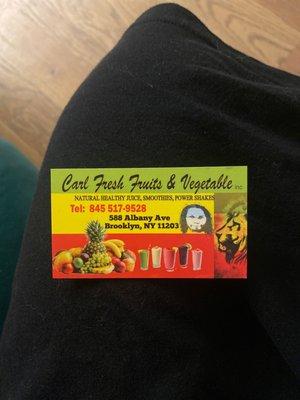 Carl Fresh Fruits & Vegetable inc
NATURAL HEALTHY JUICE, SMOOTHIES, POWER SHAKES
Tel: 845 517-9528
588 Albany Ave
Brooklyn, NY 11203